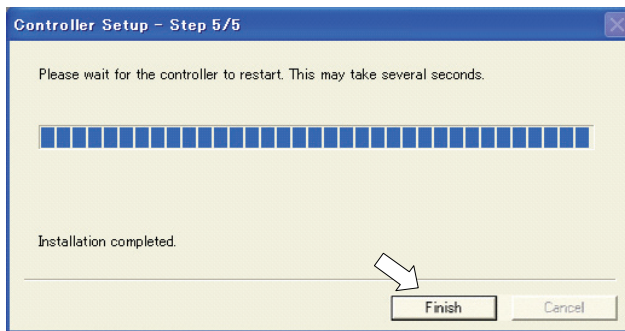 Controller Setup - Step 5/5
Please wait for the controller to restart. This may take several seconds.
Installation completed.
Finish
Cancel